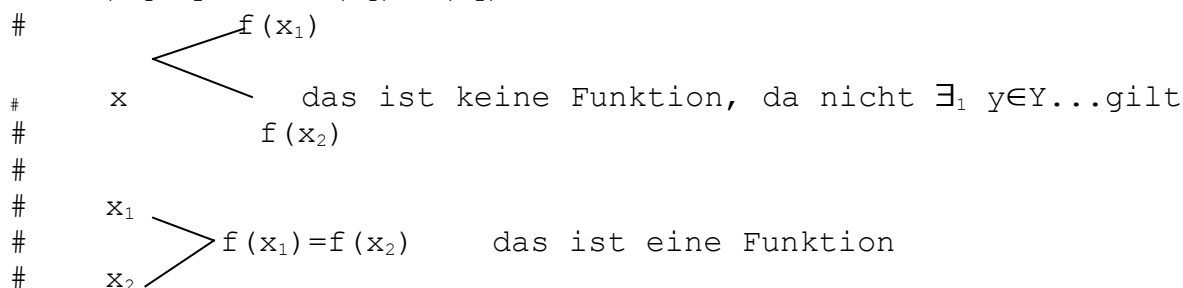 # f(x₁)
# x das ist keine Funktion, da nicht ∃₁ y∈Y...gilt
# f(x₂)
#
# x₁
# f(x₁)=f(x₂) das ist eine Funktion
# x₂